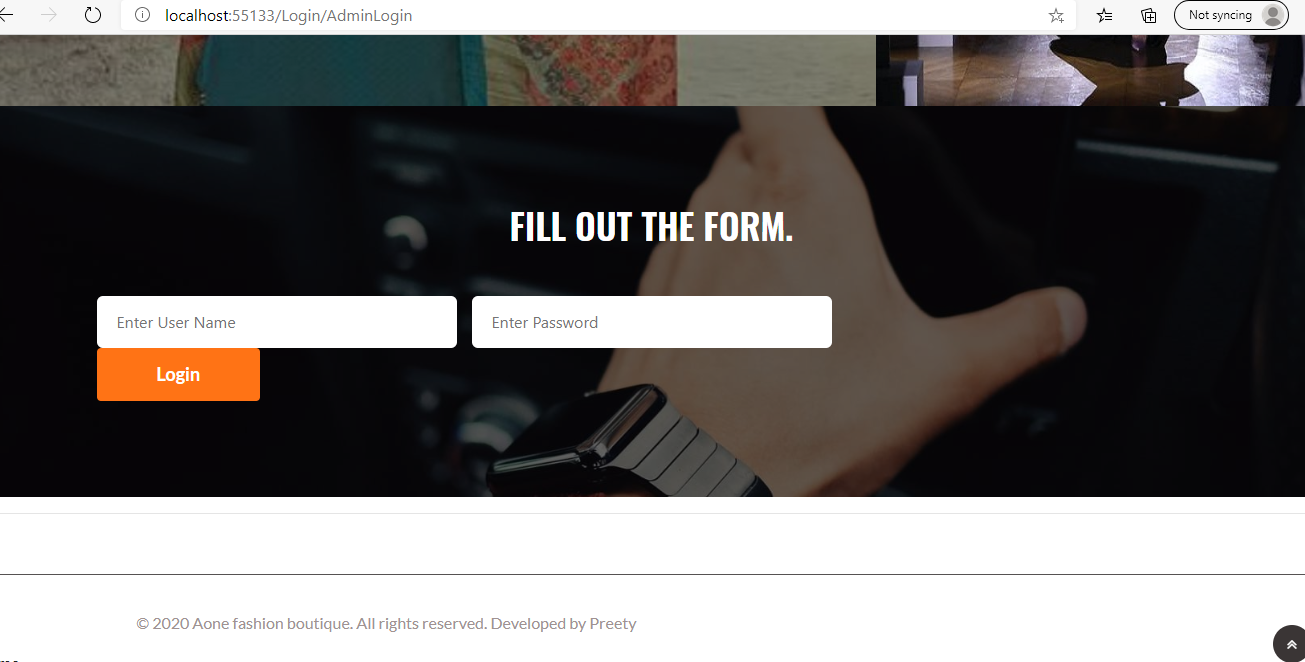 localhost:55133/Login/AdminLogin
Not syncing
FILL OUT THE FORM.
Enter User Name
Enter Password
Login
© 2020 Aone fashion boutique. All rights reserved. Developed by Preety